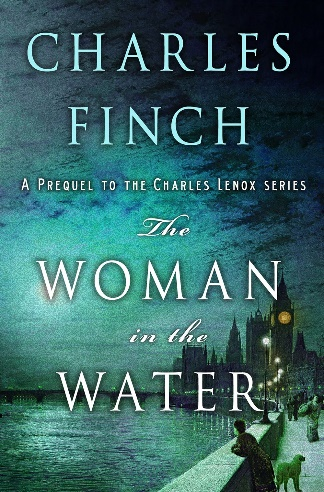 CHARLES
FINCH
A PREQUEL TO THE CHARLES LENOX SERIES
The
WOMAN
in the
WATER